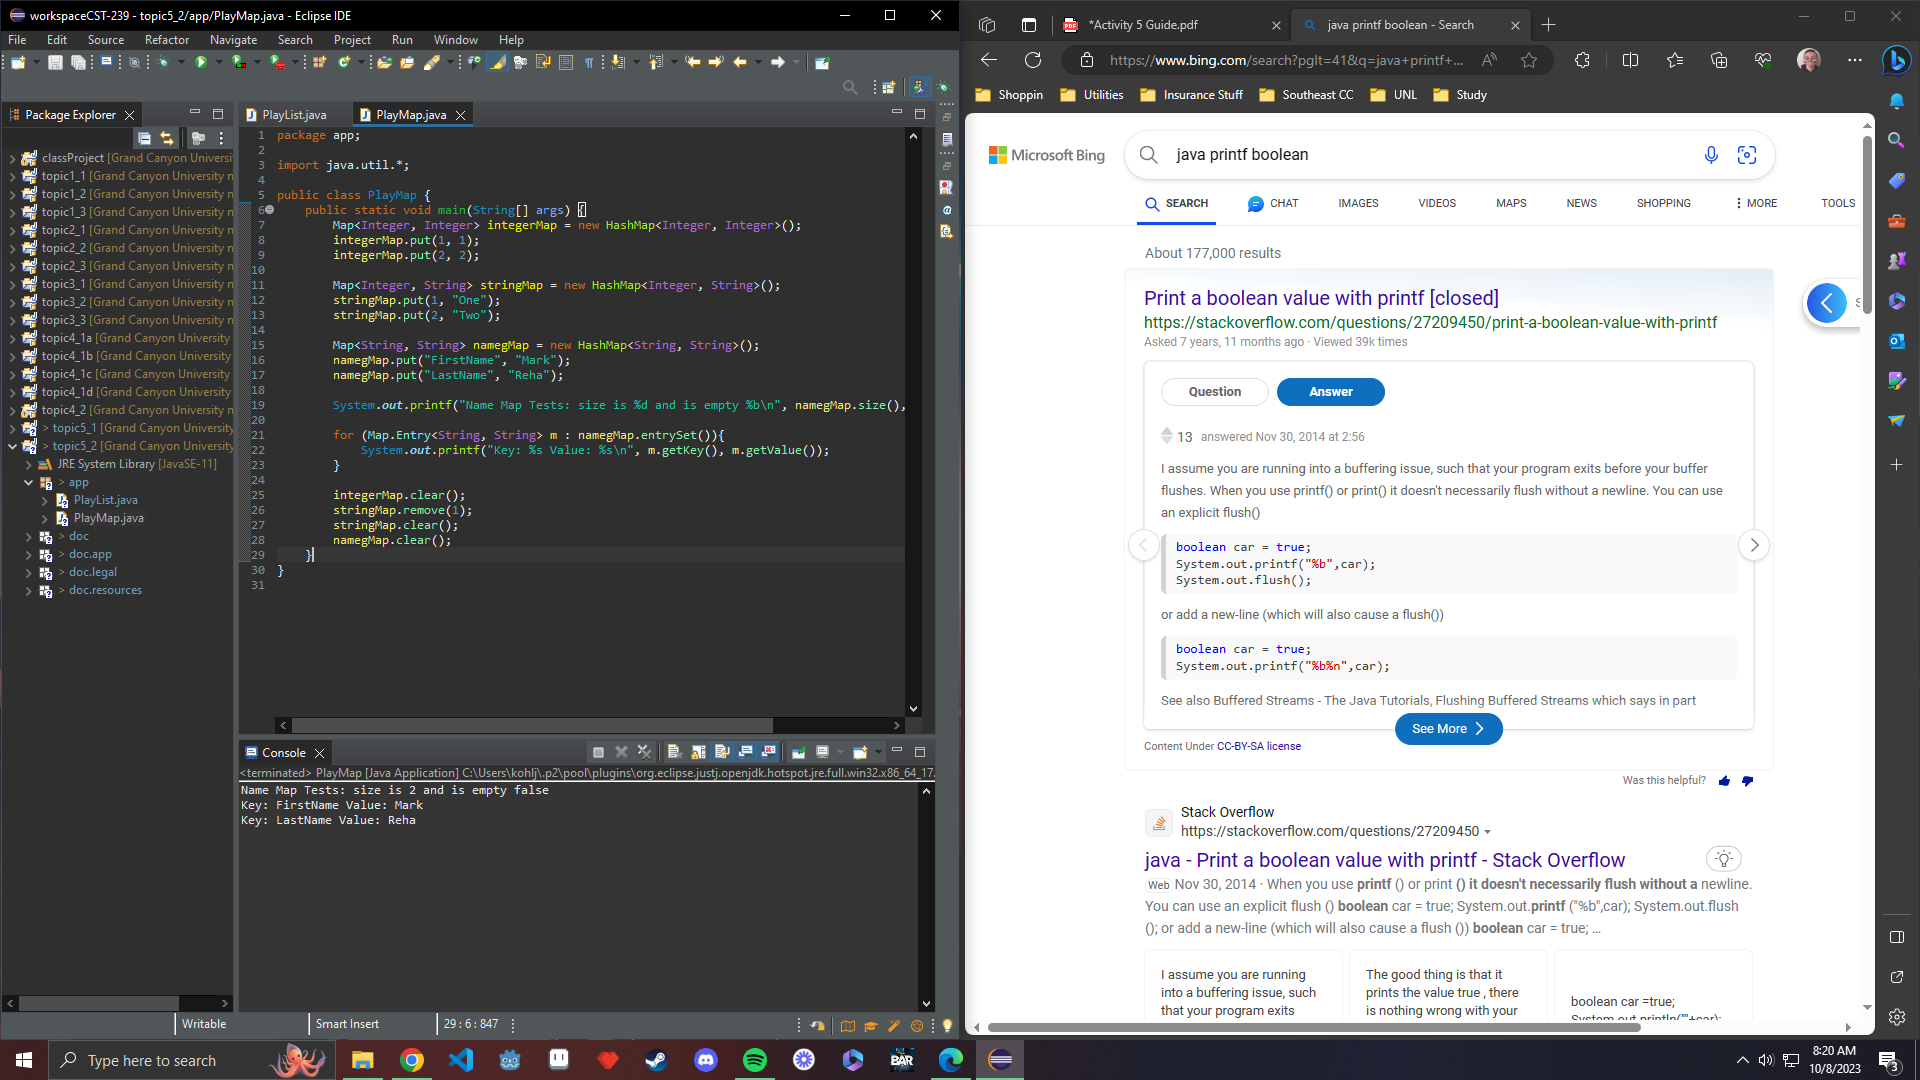 workspaceCST-239 - topic5_2/app/PlayMap.java - Eclipse IDE
File Edit Source Refactor Navigate Search Project Run Window Help
Package Explorer
classProject [Grand Canyon Universi
topic1_1 [Grand Canyon University n
topic1_2 [Grand Canyon University n
topic1_3 [Grand Canyon University n
topic2_1 [Grand Canyon University n
topic2_2 [Grand Canyon University n
topic2_3 [Grand Canyon University n
topic3_1 [Grand Canyon University n
topic3_2 [Grand Canyon University n
topic3_3 [Grand Canyon University n
topic4_1a [Grand Canyon University
topic4_1b [Grand Canyon University
topic4_1c [Grand Canyon University
topic4_1d [Grand Canyon University
topic4_2 [Grand Canyon University n
> topic5_1 [Grand Canyon University
> topic5_2 [Grand Canyon University
JRE System Library [JavaSE-11]
> app
PlayList.java
PlayMap.java
> doc
> doc.app
> doc.legal
> doc.resources
PlayList.java PlayMap.java
1 package app;
2
3 import java.util.*;
4
5 public class PlayMap {
6 public static void main(String[] args) {
7 Map<Integer, Integer> integerMap = new HashMap<Integer, Integer>();
8 integerMap.put(1, 1);
9 integerMap.put(2, 2);
10
11 Map<Integer, String> stringMap = new HashMap<Integer, String>();
12 stringMap.put(1, "One");
13 stringMap.put(2, "Two");
14
15 Map<String, String> namegMap = new HashMap<String, String>();
16 namegMap.put("FirstName", "Mark");
17 namegMap.put("LastName", "Reha");
18
19 System.out.printf("Name Map Tests: size is %d and is empty %b\n", namegMap.size(),
20
21 for (Map.Entry<String, String> m : namegMap.entrySet()){
22 System.out.printf("Key: %s Value: %s\n", m.getKey(), m.getValue());
23 }
24
25 integerMap.clear();
26 stringMap.remove(1);
27 stringMap.clear();
28 namegMap.clear();
29 }
30 }
31
Console
<terminated> PlayMap [Java Application] C:\Users\kohlj\.p2\pool\plugins\org.eclipse.justj.openjdk.hotspot.jre.full.win32.x86_64_17.
Name Map Tests: size is 2 and is empty false
Key: FirstName Value: Mark
Key: LastName Value: Reha
Writable Smart Insert 29 : 6 : 847
*Activity 5 Guide.pdf
java printf boolean - Search
https://www.bing.com/search?pglt=41&q=java+printf+...
Shoppin Utilities Insurance Stuff Southeast CC UNL Study
Microsoft Bing
java printf boolean
SEARCH CHAT IMAGES VIDEOS MAPS NEWS SHOPPING MORE TOOLS
About 177,000 results
Print a boolean value with printf [closed]
https://stackoverflow.com/questions/27209450/print-a-boolean-value-with-printf
Asked 7 years, 11 months ago · Viewed 39k times
Question Answer
13 answered Nov 30, 2014 at 2:56
I assume you are running into a buffering issue, such that your program exits before your buffer
flushes. When you use printf() or print() it doesn't necessarily flush without a newline. You can use
an explicit flush()
boolean car = true;
System.out.printf("%b",car);
System.out.flush();
or add a new-line (which will also cause a flush())
boolean car = true;
System.out.printf("%b%n",car);
See also Buffered Streams - The Java Tutorials, Flushing Buffered Streams which says in part
See More
Content Under CC-BY-SA license
Was this helpful?
Stack Overflow
https://stackoverflow.com/questions/27209450
java - Print a boolean value with printf - Stack Overflow
Web Nov 30, 2014 · When you use printf () or print () it doesn't necessarily flush without a newline.
You can use an explicit flush () boolean car = true; System.out.printf ("%b",car); System.out.flush
(); or add a new-line (which will also cause a flush ()) boolean car = true; ...
I assume you are running
into a buffering issue, such
that your program exits
The good thing is that it
prints the value true , there
is nothing wrong with your
boolean car =true;
System.out.println(""+car);
Type here to search
BAR
8:20 AM
10/8/2023
3